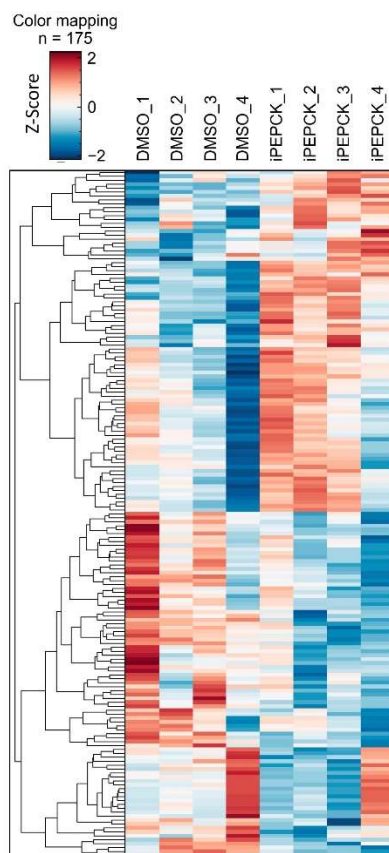 Color mapping
n = 175
Z-Score
2
0
−2
DMSO_1
DMSO_2
DMSO_3
DMSO_4
iPEPCK_1
iPEPCK_2
iPEPCK_3
iPEPCK_4